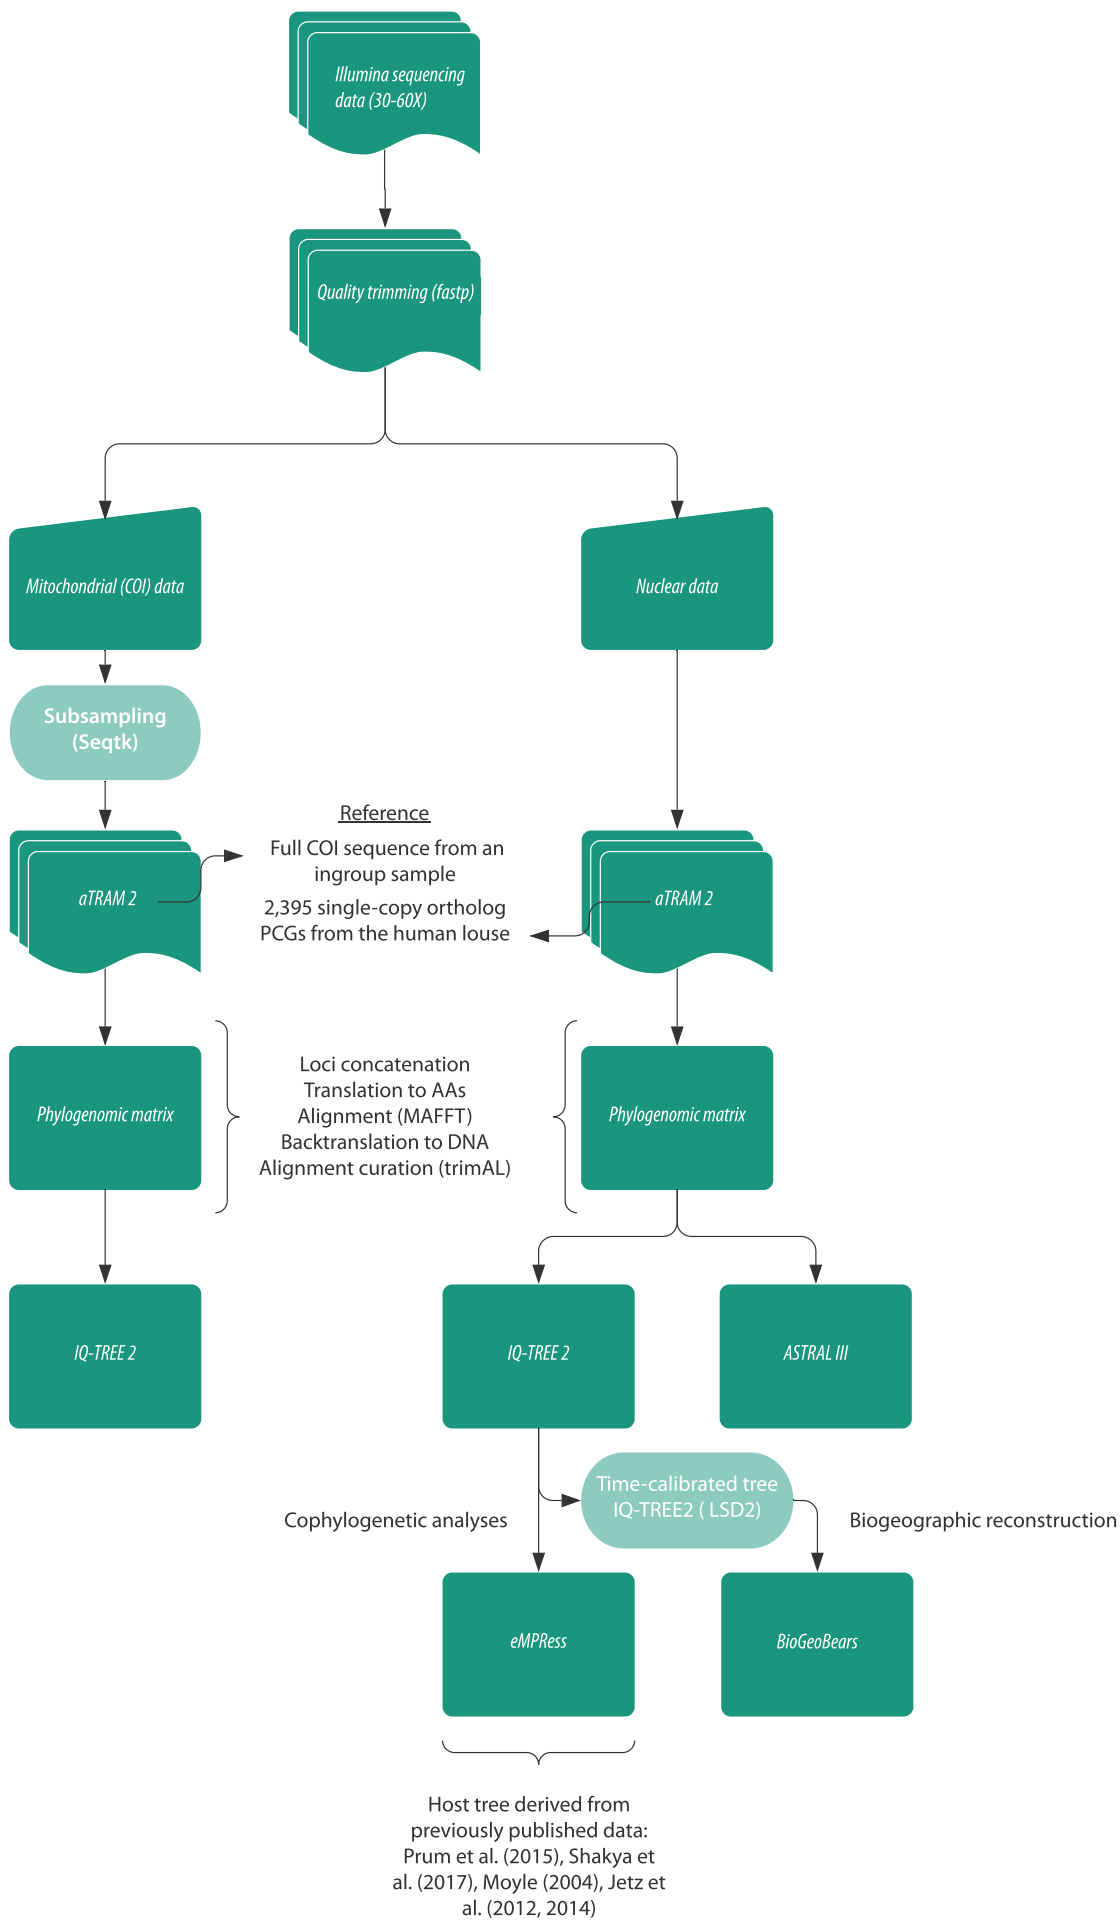 Illumina sequencing
data (30-60X)
Quality trimming (fastp)
Mitochondrial (COI) data
Nuclear data
Subsampling
(Seqtk)
Reference
Full COI sequence from an
ingroup sample
2,395 single-copy ortholog
PCGs from the human louse
aTRAM 2
aTRAM 2
Loci concatenation
Translation to AAs
Alignment (MAFFT)
Backtranslation to DNA
Alignment curation (trimAL)
Phylogenomic matrix
Phylogenomic matrix
IQ-TREE 2
IQ-TREE 2
ASTRAL III
Time-calibrated tree
IQ-TREE2 ( LSD2)
Cophylogenetic analyses
Biogeographic reconstruction
eMPRess
BioGeoBears
Host tree derived from
previously published data:
Prum et al. (2015), Shakya et
al. (2017), Moyle (2004), Jetz et
al. (2012, 2014)